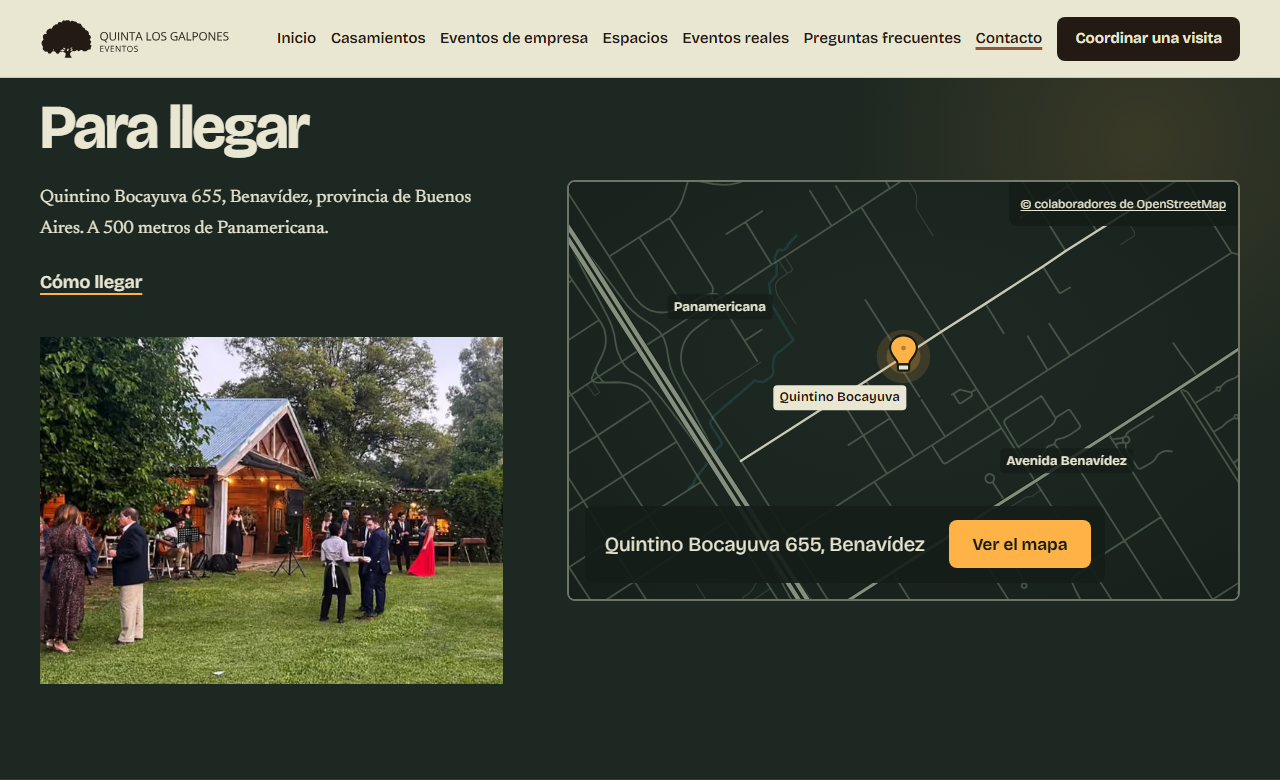 QUINTA LOS GALPONES
EVENTOS
Inicio
Casamientos
Eventos de empresa
Espacios
Eventos reales
Preguntas frecuentes
Contacto
Coordinar una visita
Para llegar
Quintino Bocayuva 655, Benavídez, provincia de Buenos
Aires. A 500 metros de Panamericana.
Cómo llegar
© colaboradores de OpenStreetMap
Panamericana
Quintino Bocayuva
Avenida Benavídez
Quintino Bocayuva 655, Benavídez
Ver el mapa